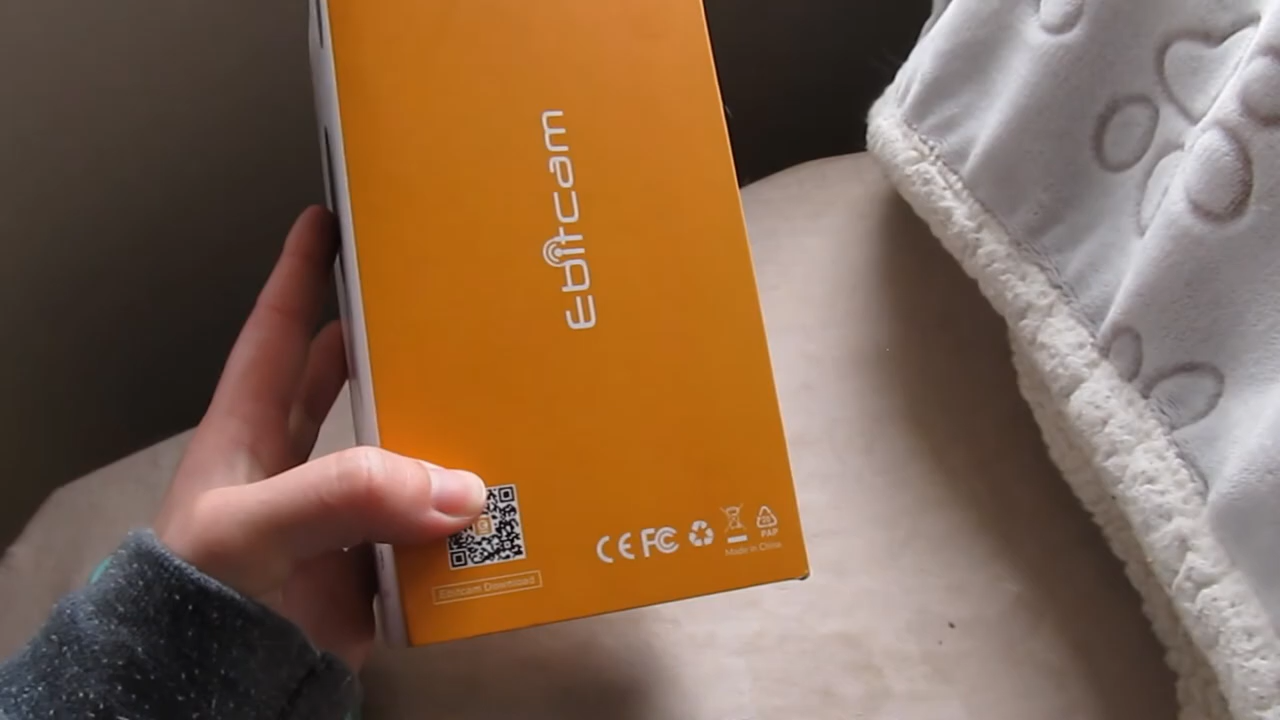 Ebitcam
Ebitcam Download
CE FC
PAP
Made in China